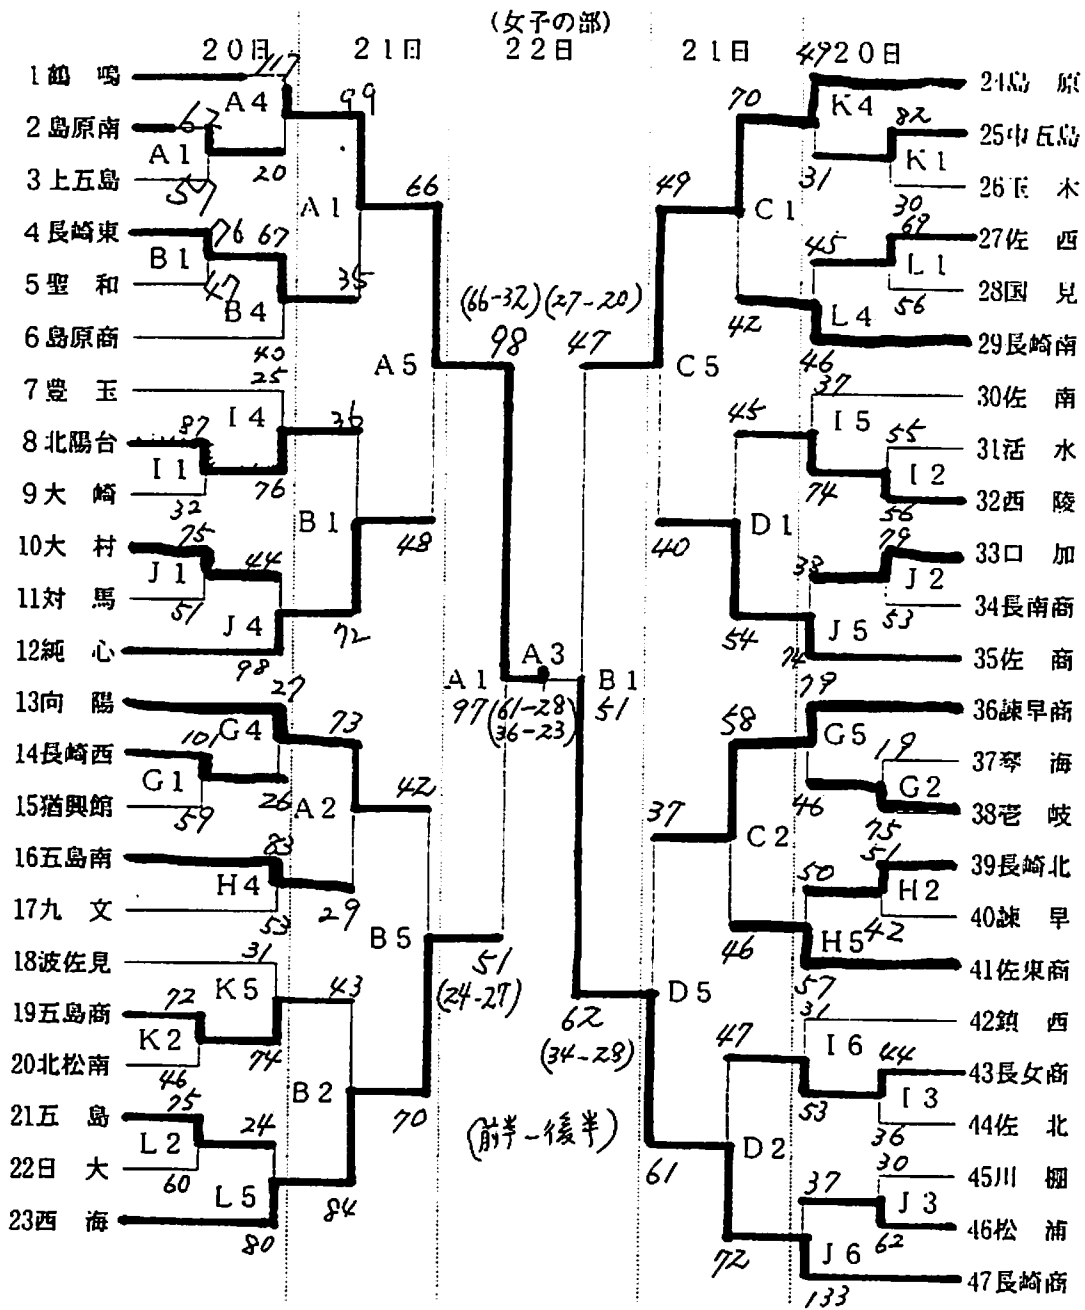 (女子の部)
20日 21日 22日 21日 20日
1鶴鳴
117
A4
99
2島原南
A1
20
3上五島
57
A1
66
4長崎東
76
67
B1
5聖和
47
B4
35
6島原商
40
A5
98
(66-32)
7豊玉
25
I4
36
8北陽台
87
I1
76
9大崎
32
B1
48
10大村
75
44
J1
11対馬
51
J4
72
12純心
98
A1
97
(61-28)
(36-23)
A3
13向陽
27
G4
73
14長崎西
101
G1
26
15猶興館
59
A2
42
16五島南
83
H4
29
17九文
53
B5
51
(24-27)
18波佐見
31
K5
43
19五島商
72
K2
74
20北松南
46
B2
70
21五島
75
24
L2
22日大
60
L5
84
23西海
80
(前半-後半)
24島原
49
K4
70
25中五島
82
K1
31
26玉木
30
C1
49
27佐西
69
45
L1
28国見
56
L4
42
29長崎南
46
C5
47
(27-20)
30佐南
37
I5
45
31活水
55
I2
74
32西陵
56
D1
40
33口加
79
38
J2
34長南商
53
J5
54
35佐商
74
B1
51
36諫早商
79
G5
58
37琴海
19
G2
46
38壱岐
75
C2
37
39長崎北
51
50
H2
40諫早
42
H5
46
41佐東商
57
D5
62
(34-28)
42鎮西
31
I6
47
43長女商
44
I3
53
44佐北
36
D2
61
45川棚
30
37
J3
46松浦
62
J6
72
47長崎商
133